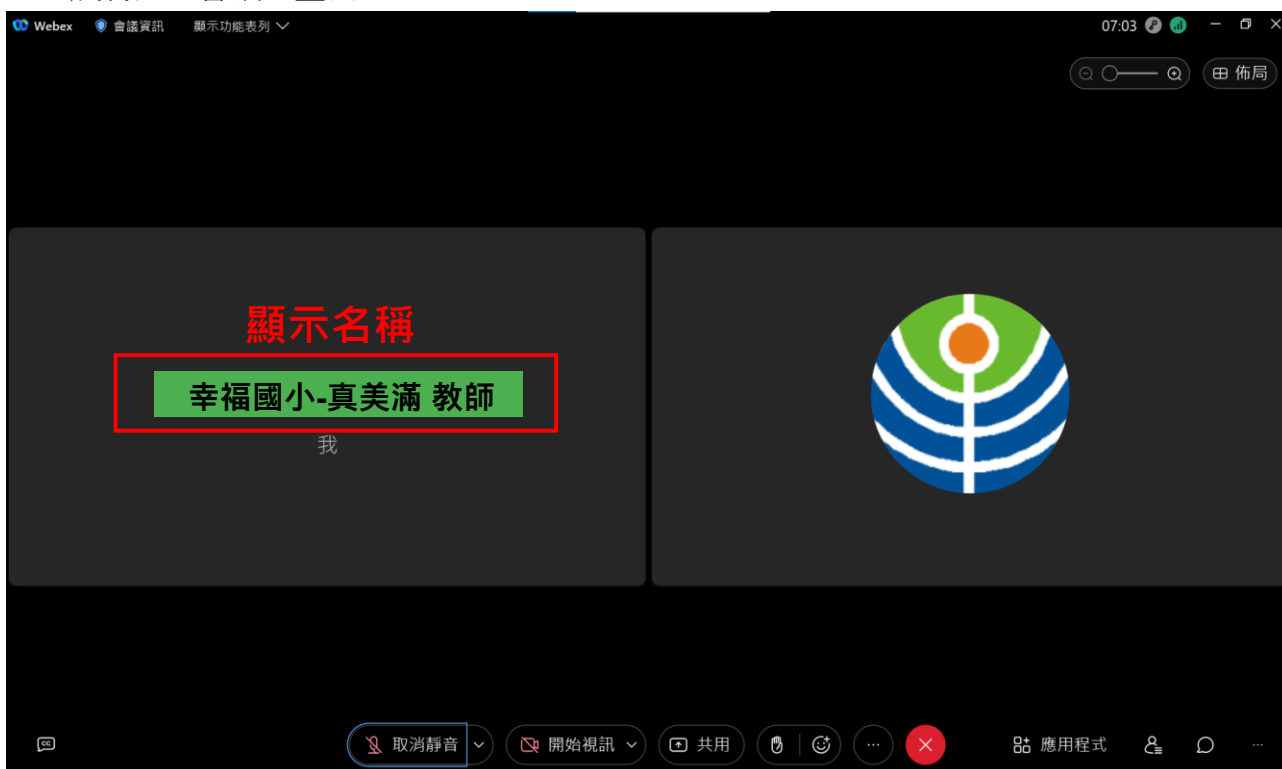 Webex 會議資訊 顯示功能表列
07:03
佈局
顯示名稱
幸福國小-真美滿 教師
我
CC
取消靜音 開始視訊 共用 應用程式